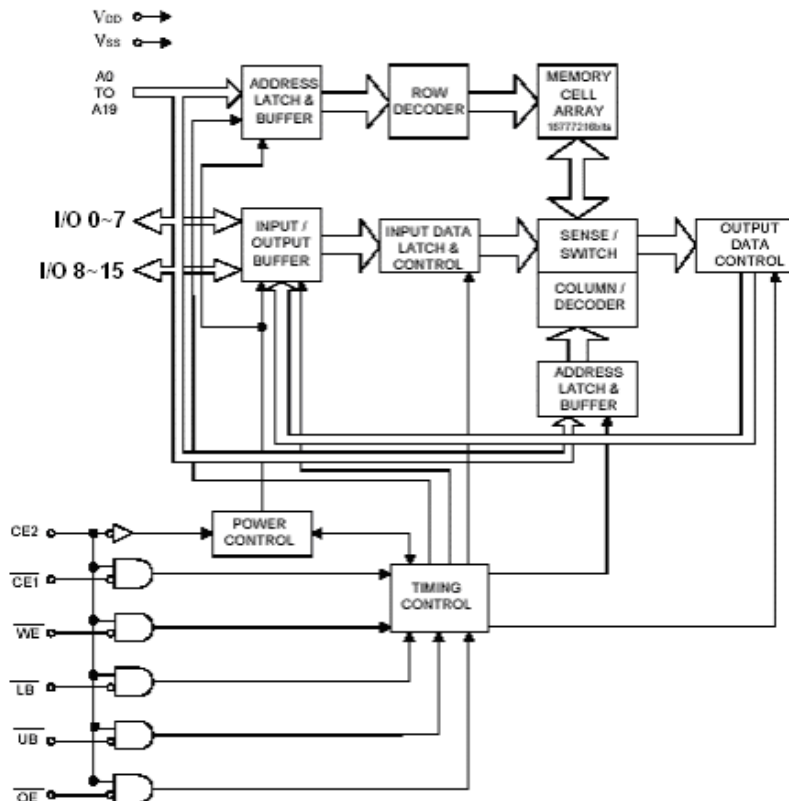 VDD
VSS
A0
TO
A19
ADDRESS
LATCH &
BUFFER
ROW
DECODER
MEMORY
CELL
ARRAY
16777216bits
I/O 0~7
I/O 8~15
INPUT /
OUTPUT
BUFFER
INPUT DATA
LATCH &
CONTROL
SENSE /
SWITCH
COLUMN /
DECODER
OUTPUT
DATA
CONTROL
ADDRESS
LATCH &
BUFFER
CE2
POWER
CONTROL
CE1
TIMING
CONTROL
WE
LB
UB
OE